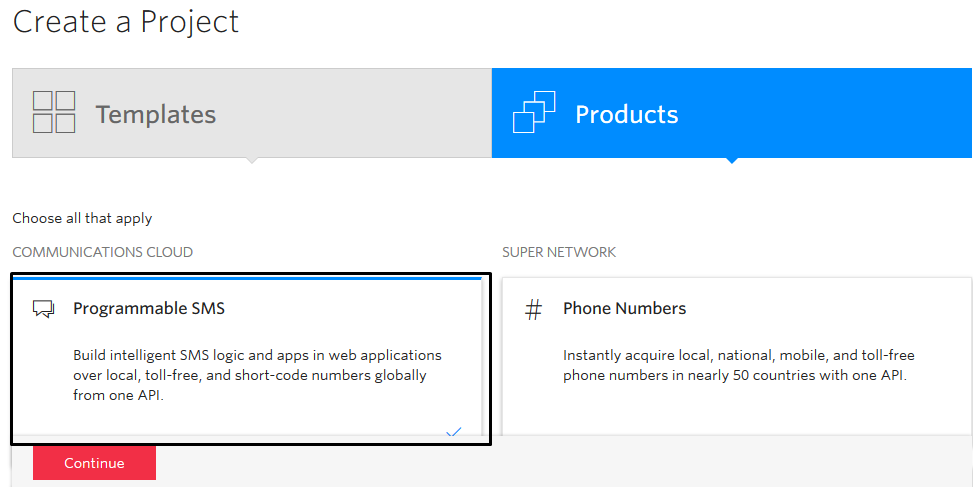 Create a Project
Templates
Products
Choose all that apply
COMMUNICATIONS CLOUD
SUPER NETWORK
Programmable SMS
Build intelligent SMS logic and apps in web applications
over local, toll-free, and short-code numbers globally
from one API.
# Phone Numbers
Instantly acquire local, national, mobile, and toll-free
phone numbers in nearly 50 countries with one API.
Continue